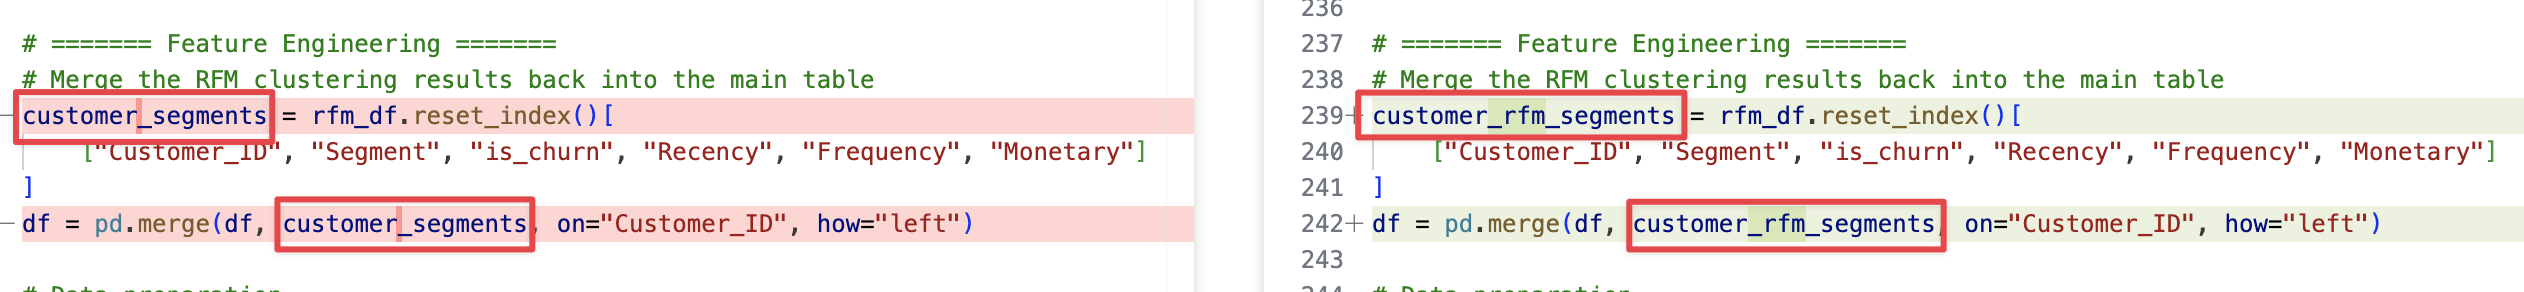 # ======= Feature Engineering =======
# Merge the RFM clustering results back into the main table
customer_segments = rfm_df.reset_index()[
["Customer_ID", "Segment", "is_churn", "Recency", "Frequency", "Monetary"]
]
df = pd.merge(df, customer_segments, on="Customer_ID", how="left")
# Data preparation
236
237 # ======= Feature Engineering =======
238 # Merge the RFM clustering results back into the main table
239+ customer_rfm_segments = rfm_df.reset_index()[
240 ["Customer_ID", "Segment", "is_churn", "Recency", "Frequency", "Monetary"]
241 ]
242+ df = pd.merge(df, customer_rfm_segments, on="Customer_ID", how="left")
243
244 # Data preparation